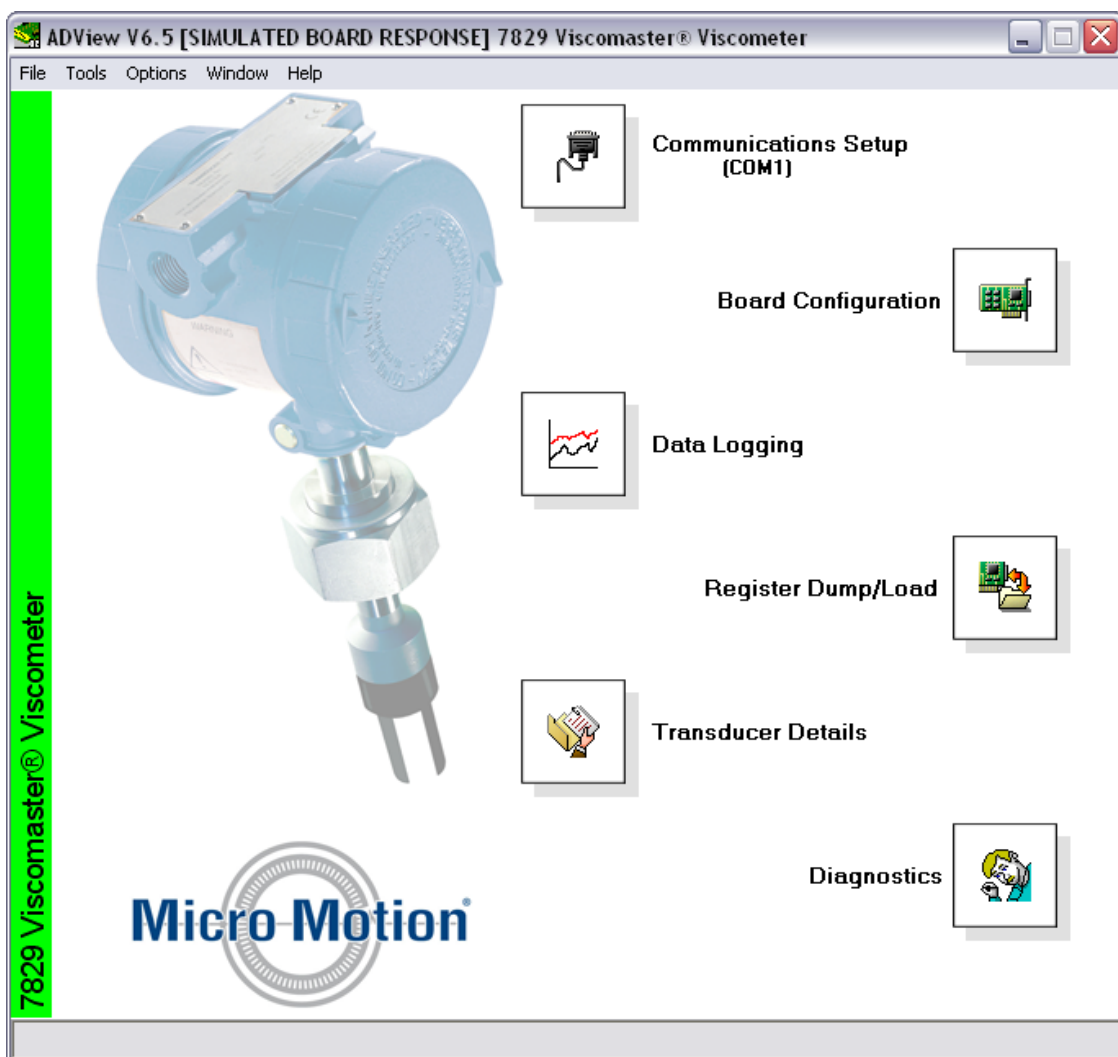 ADView V6.5 [SIMULATED BOARD RESPONSE] 7829 Viscomaster® Viscometer
File Tools Options Window Help
Communications Setup
(COM1)
Board Configuration
WARNING
Data Logging
Register Dump/Load
Transducer Details
Diagnostics
7829 Viscomaster® Viscometer
Micro Motion®